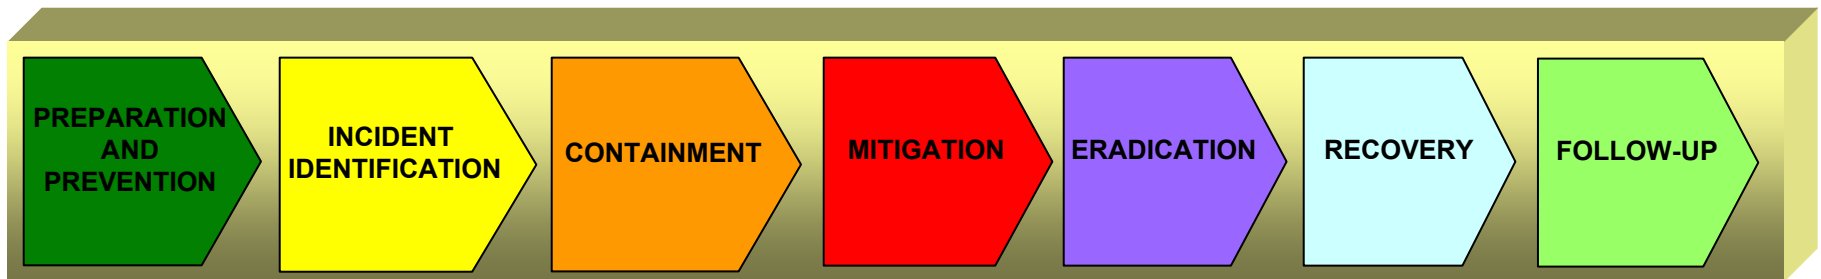 PREPARATION
AND
PREVENTION
INCIDENT
IDENTIFICATION
CONTAINMENT
MITIGATION
ERADICATION
RECOVERY
FOLLOW-UP